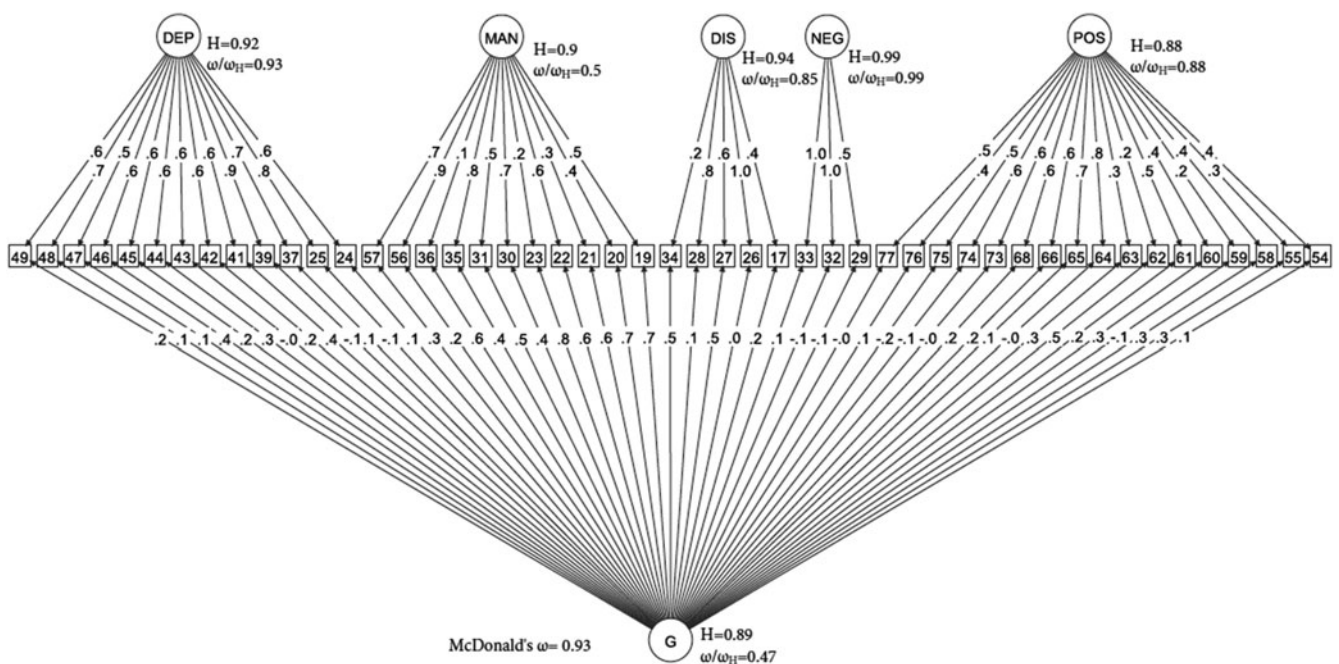 DEP MAN DIS NEG POS
H=0.92 H=0.9 H=0.94 H=0.99 H=0.88
ω/ωH=0.93 ω/ωH=0.5 ω/ωH=0.85 ω/ωH=0.99 ω/ωH=0.88
.6 .5 .6 .6 .6 .7 .6 .7 .1 .5 .2 .3 .5 .2 .6 .4 1.0 .5 .5 .5 .6 .6 .8 .2 .4 .4 .4
.7 .6 .6 .6 .9 .8 .9 .8 .7 .6 .4 .8 1.0 1.0 .4 .6 .6 .7 .3 .5 .2 .3
49 48 47 46 45 44 43 42 41 39 37 25 24 57 56 36 35 31 30 23 22 21 20 19 34 28 27 26 17 33 32 29 77 76 75 74 73 68 66 65 64 63 62 61 60 59 58 55 54
.2 .1 .1 .4 .2 .3 -.0 .2 .4 -.1 .1 -.1 .1 .3 .2 .6 .4 .5 .4 .8 .6 .6 .7 .7 .5 .1 .5 .0 .2 .1 -.1 -.1 -.0 .1 -.2 -.1 -.0 .2 .2 .1 -.0 .3 .5 .2 .3 -.1 .3 .3 .1
McDonald's ω= 0.93
G
H=0.89
ω/ωH=0.47